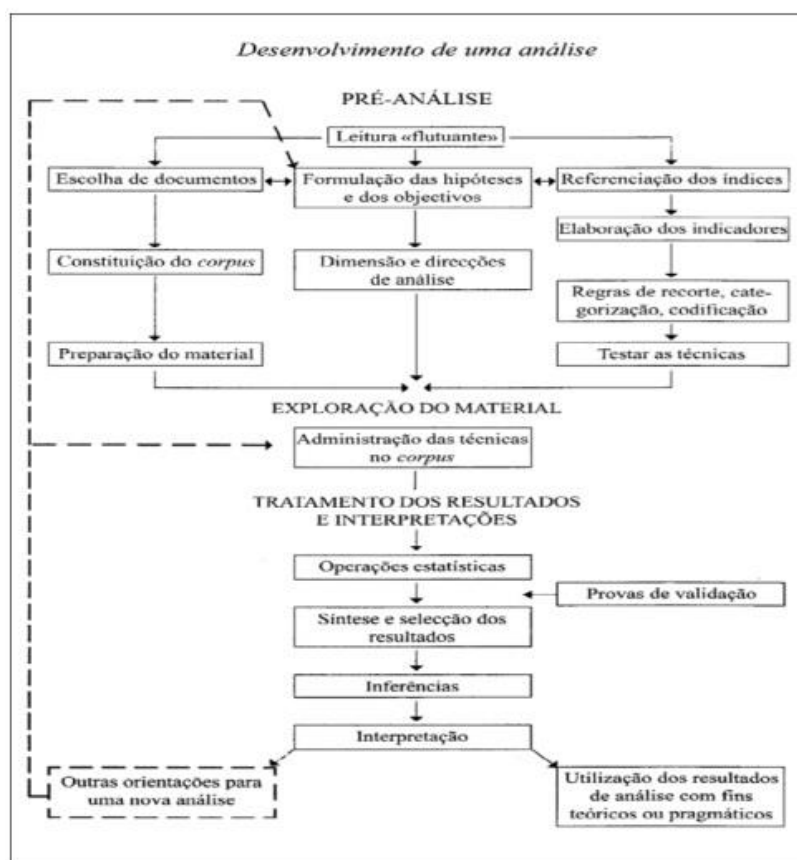 Desenvolvimento de uma análise
PRÉ-ANÁLISE
Leitura «flutuante»
Escolha de documentos
Formulação das hipóteses
e dos objectivos
Referenciação dos índices
Elaboração dos indicadores
Constituição do corpus
Dimensão e direcções
de análise
Regras de recorte, cate-
gorização, codificação
Preparação do material
Testar as técnicas
EXPLORAÇÃO DO MATERIAL
Administração das técnicas
no corpus
TRATAMENTO DOS RESULTADOS
E INTERPRETAÇÕES
Operações estatísticas
Provas de validação
Síntese e selecção dos
resultados
Inferências
Interpretação
Outras orientações para
uma nova análise
Utilização dos resultados
de análise com fins
teóricos ou pragmáticos